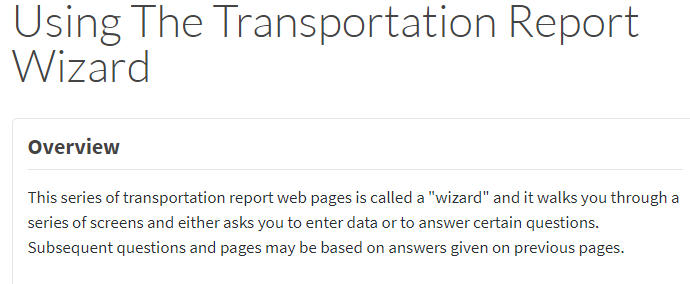 Using The Transportation Report
Wizard
Overview
This series of transportation report web pages is called a "wizard" and it walks you through a
series of screens and either asks you to enter data or to answer certain questions.
Subsequent questions and pages may be based on answers given on previous pages.